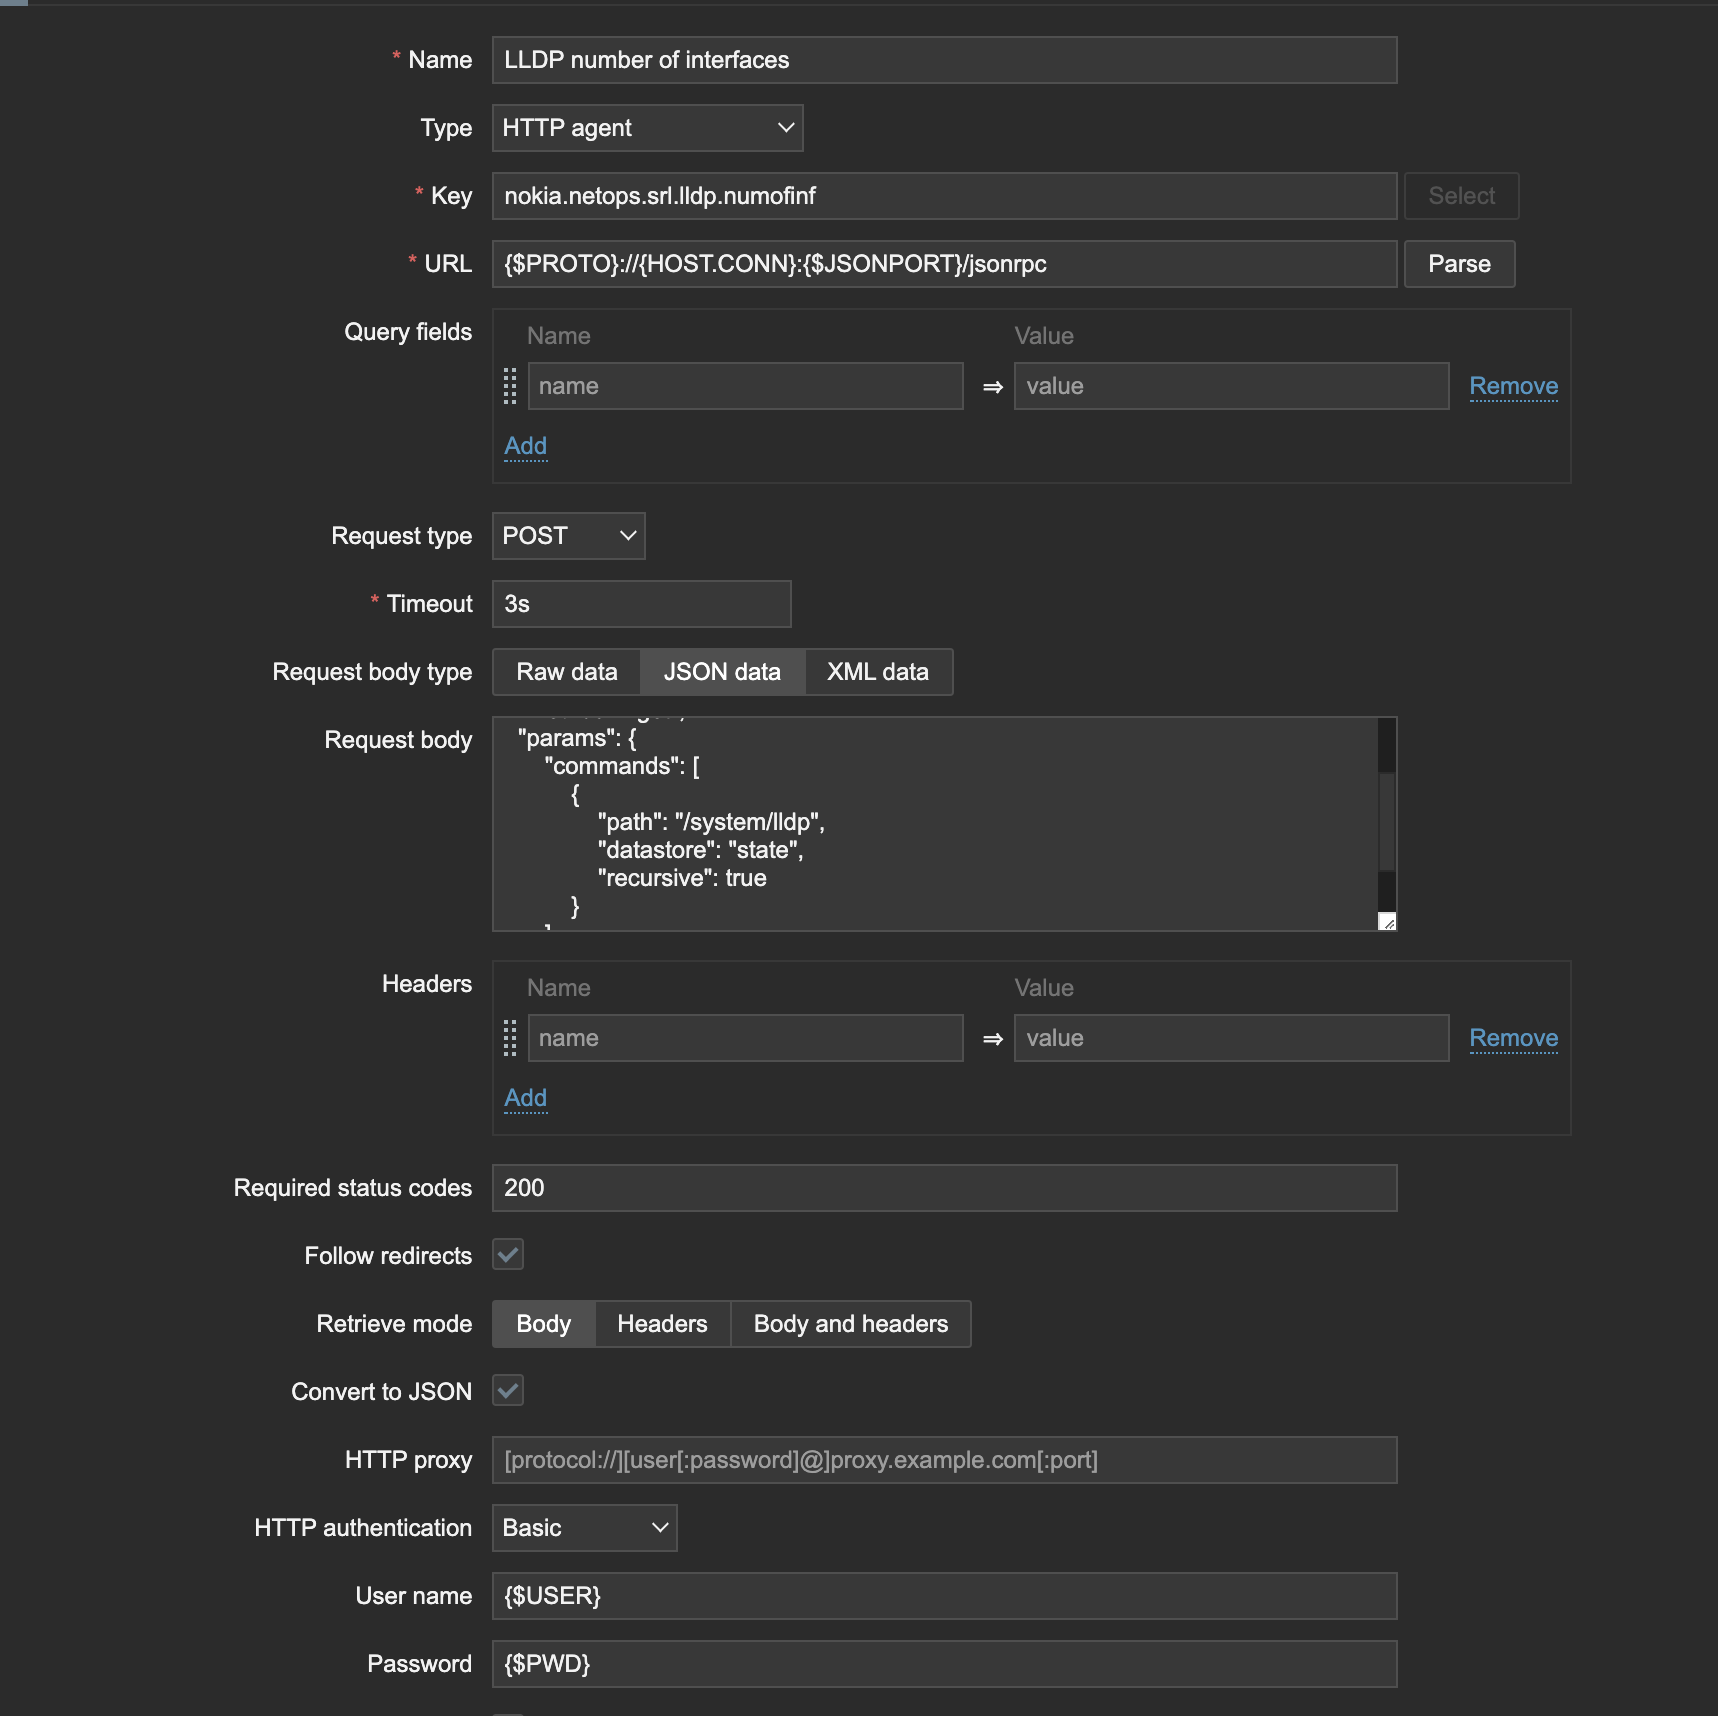 * Name LLDP number of interfaces
Type HTTP agent
* Key nokia.netops.srl.lldp.numofinf Select
* URL {$PROTO}://{HOST.CONN}:{$JSONPORT}/jsonrpc Parse
Query fields Name Value
name ⇒ value Remove
Add
Request type POST
* Timeout 3s
Request body type Raw data JSON data XML data
Request body
"params": {
"commands": [
{
"path": "/system/lldp",
"datastore": "state",
"recursive": true
}
Headers Name Value
name ⇒ value Remove
Add
Required status codes 200
Follow redirects
Retrieve mode Body Headers Body and headers
Convert to JSON
HTTP proxy [protocol://][user[:password]@]proxy.example.com[:port]
HTTP authentication Basic
User name {$USER}
Password {$PWD}